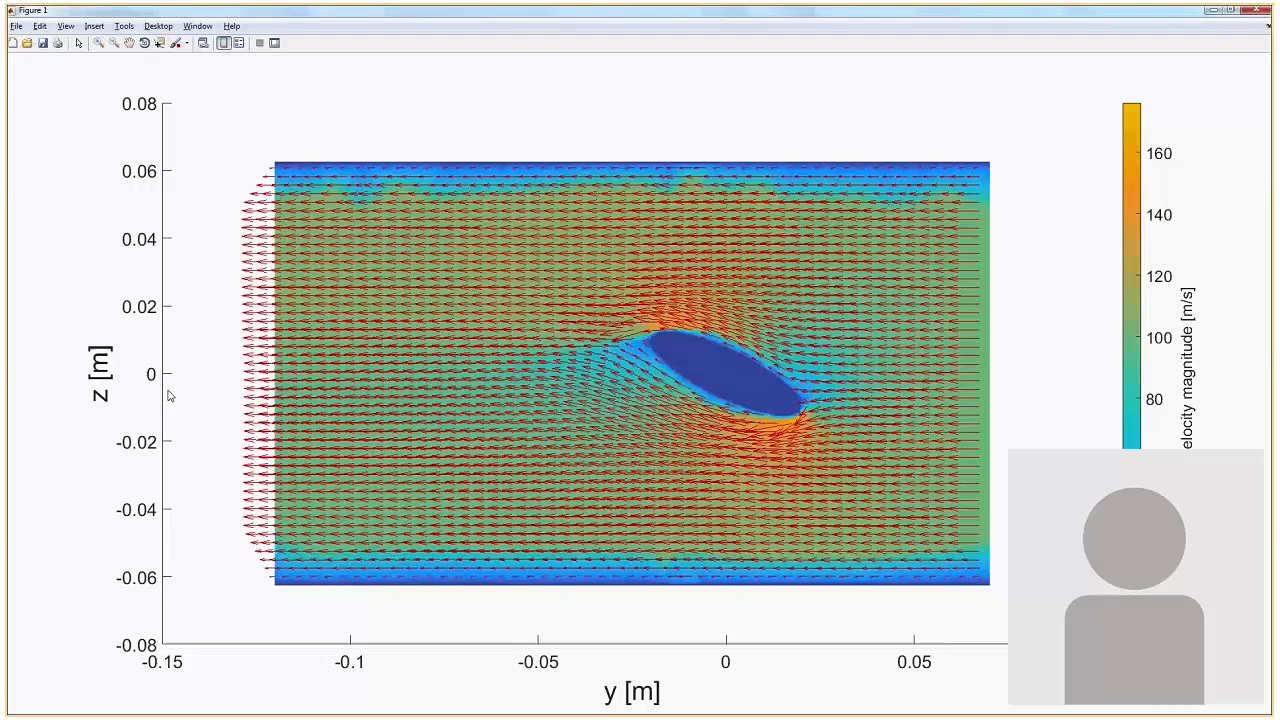 Figure 1
File Edit View Insert Tools Desktop Window Help
0.08
0.06
0.04
0.02
0
-0.02
-0.04
-0.06
-0.08
z [m]
-0.15 -0.1 -0.05 0 0.05
y [m]
160
140
120
100
80
elocity magnitude [m/s]